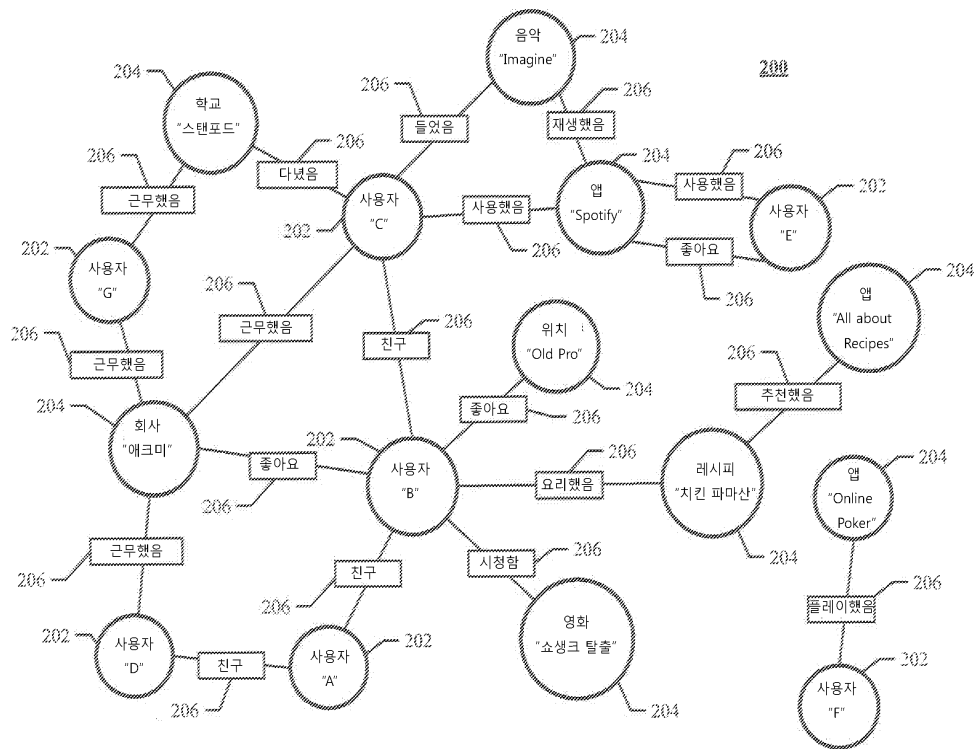 음악
"Imagine"
204
200
204
학교
"스탠포드"
206
들었음
206
재생했음
206
다녔음
206
근무했음
204
앱
"Spotify"
206
사용했음
202
사용자
"E"
사용자
"C"
202
사용했음
206
좋아요
206
202
사용자
"G"
206
근무했음
206
근무했음
206
친구
위치
"Old Pro"
204
204
앱
"All about
Recipes"
206
추천했음
204
회사
"애크미"
좋아요
206
좋아요
206
202
사용자
"B"
206
요리했음
레시피
"치킨 파마산"
204
204
앱
"Online
Poker"
근무했음
206
시청함
206
친구
206
206
플레이했음
영화
"쇼생크 탈출"
204
202
사용자
"D"
친구
206
사용자
"A"
202
202
사용자
"F"